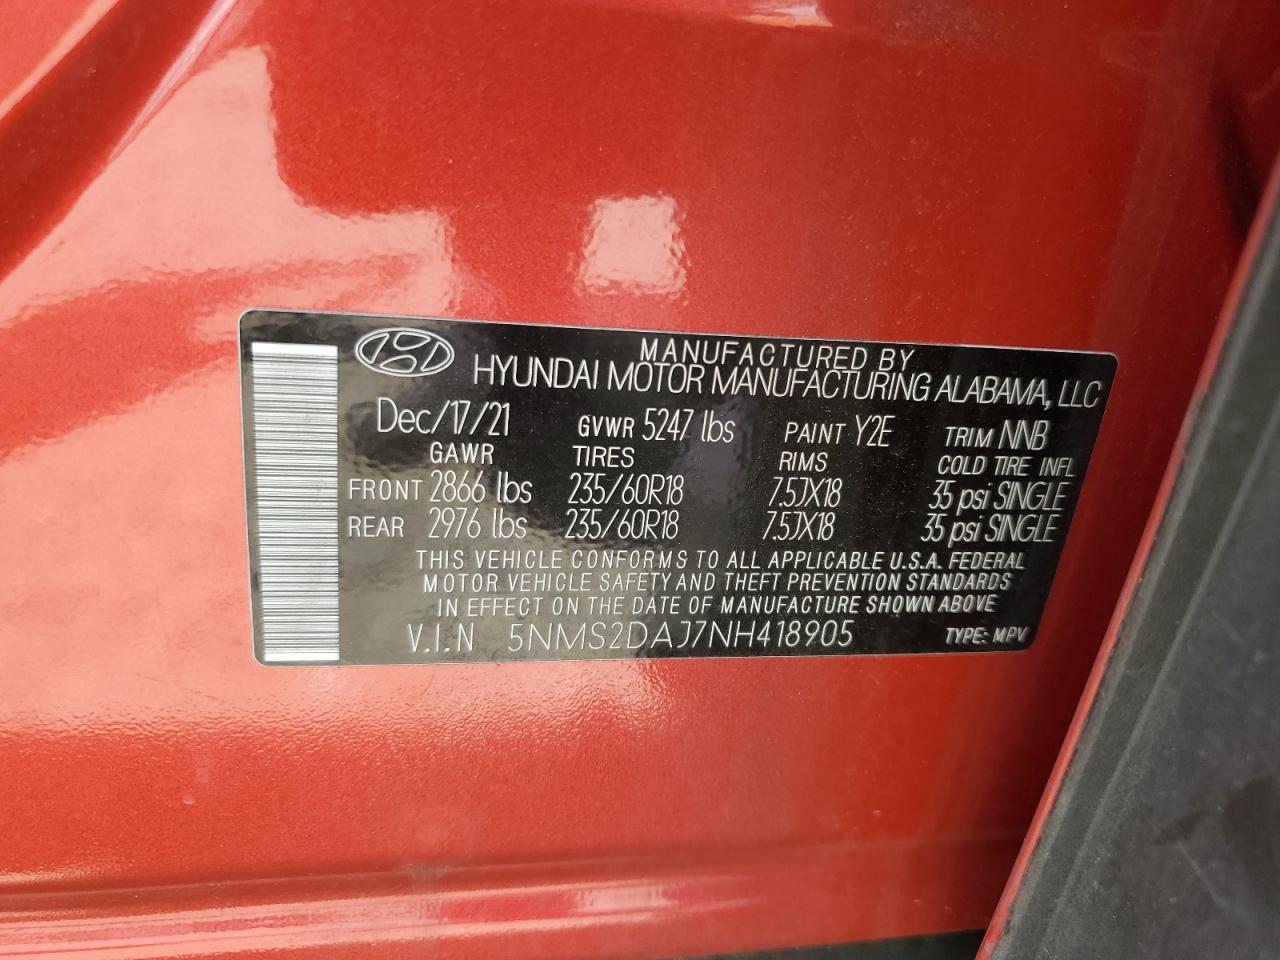 MANUFACTURED BY
HYUNDAI MOTOR MANUFACTURING ALABAMA, LLC
Dec/17/21 GVWR 5247 lbs PAINT Y2E TRIM NNB
GAWR TIRES RIMS COLD TIRE INFL
FRONT 2866 lbs 235/60R18 7.5JX18 35 psi SINGLE
REAR 2976 lbs 235/60R18 7.5JX18 35 psi SINGLE
THIS VEHICLE CONFORMS TO ALL APPLICABLE U.S.A. FEDERAL
MOTOR VEHICLE SAFETY AND THEFT PREVENTION STANDARDS
IN EFFECT ON THE DATE OF MANUFACTURE SHOWN ABOVE
V.I.N 5NMS2DAJ7NH418905 TYPE: MPV